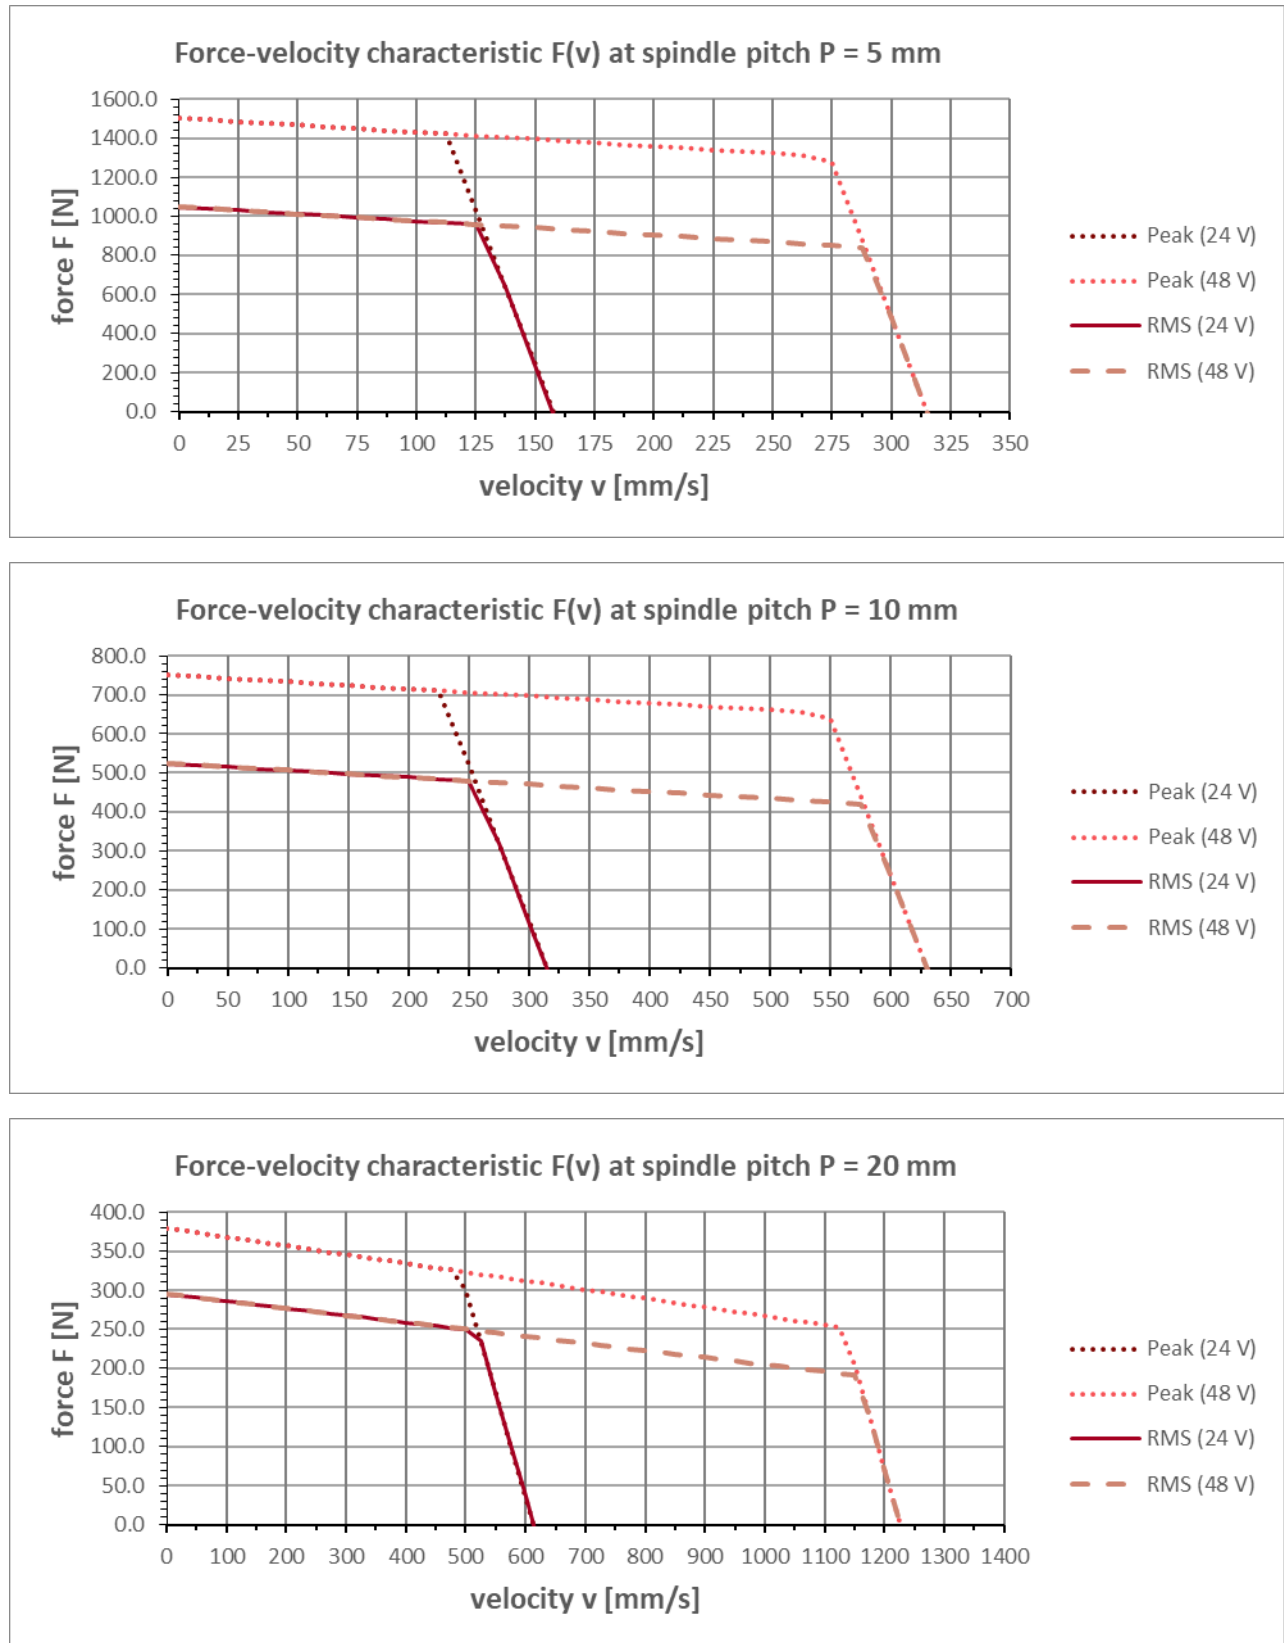 Force-velocity characteristic F(v) at spindle pitch P = 5 mm
1600.0
1400.0
1200.0
1000.0
800.0
600.0
400.0
200.0
0.0
force F [N]
0 25 50 75 100 125 150 175 200 225 250 275 300 325 350
velocity v [mm/s]
Peak (24 V)
Peak (48 V)
RMS (24 V)
RMS (48 V)
Force-velocity characteristic F(v) at spindle pitch P = 10 mm
800.0
700.0
600.0
500.0
400.0
300.0
200.0
100.0
0.0
force F [N]
0 50 100 150 200 250 300 350 400 450 500 550 600 650 700
velocity v [mm/s]
Peak (24 V)
Peak (48 V)
RMS (24 V)
RMS (48 V)
Force-velocity characteristic F(v) at spindle pitch P = 20 mm
400.0
350.0
300.0
250.0
200.0
150.0
100.0
50.0
0.0
force F [N]
0 100 200 300 400 500 600 700 800 900 1000 1100 1200 1300 1400
velocity v [mm/s]
Peak (24 V)
Peak (48 V)
RMS (24 V)
RMS (48 V)